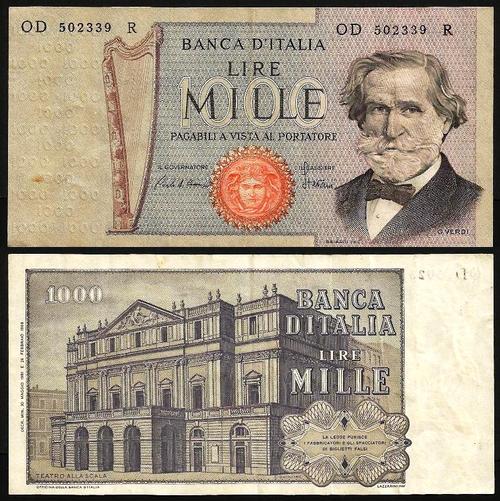 OD 502339 R
OD 502339 R
BANCA D'ITALIA
LIRE
1000
MILLE
PAGABILI A VISTA AL PORTATORE
IL GOVERNATORE
IL CASSIERE
G. VERDI
1000
BANCA
D'ITALIA
LIRE
MILLE
LA LEGGE PUNISCE
I FABBRICATORI E GLI SPACCIATORI
DI BIGLIETTI FALSI
TEATRO ALLA SCALA
OFFICINA DELLA BANCA D'ITALIA